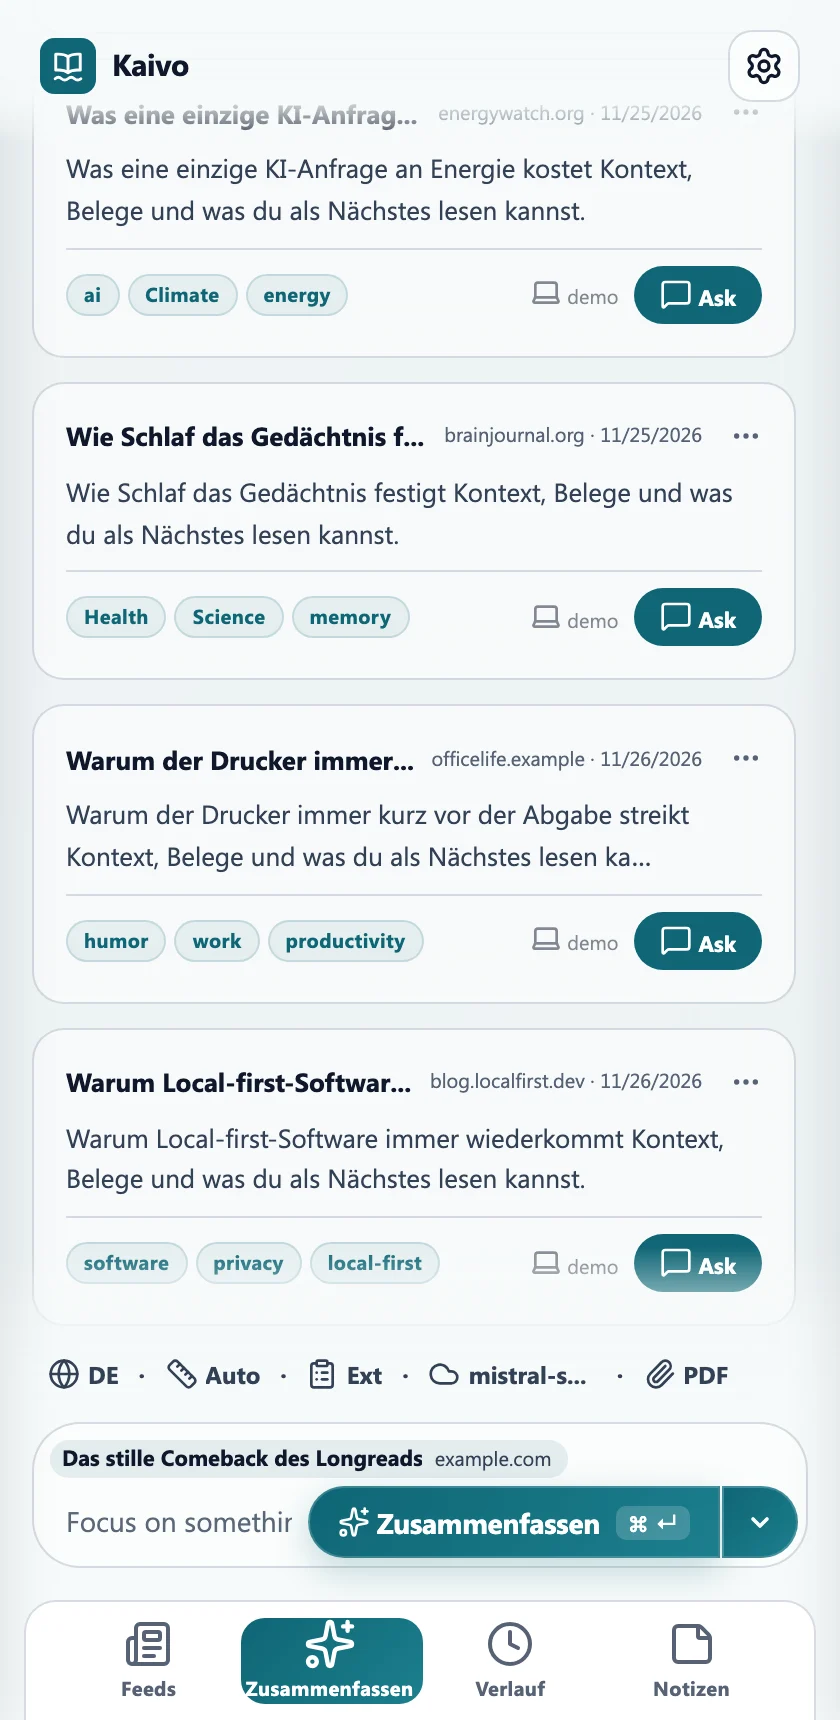 Kaivo
Was eine einzige KI-Anfrag... energywatch.org · 11/25/2026
Was eine einzige KI-Anfrage an Energie kostet Kontext,
Belege und was du als Nächstes lesen kannst.
ai Climate energy demo Ask
Wie Schlaf das Gedächtnis f... brainjournal.org · 11/25/2026
Wie Schlaf das Gedächtnis festigt Kontext, Belege und was
du als Nächstes lesen kannst.
Health Science memory demo Ask
Warum der Drucker immer... officelife.example · 11/26/2026
Warum der Drucker immer kurz vor der Abgabe streikt
Kontext, Belege und was du als Nächstes lesen ka...
humor work productivity demo Ask
Warum Local-first-Softwar... blog.localfirst.dev · 11/26/2026
Warum Local-first-Software immer wiederkommt Kontext,
Belege und was du als Nächstes lesen kannst.
software privacy local-first demo Ask
DE · Auto · Ext · mistral-s... · PDF
Das stille Comeback des Longreads example.com
Focus on somethin Zusammenfassen ⌘ ↵
Feeds Zusammenfassen Verlauf Notizen